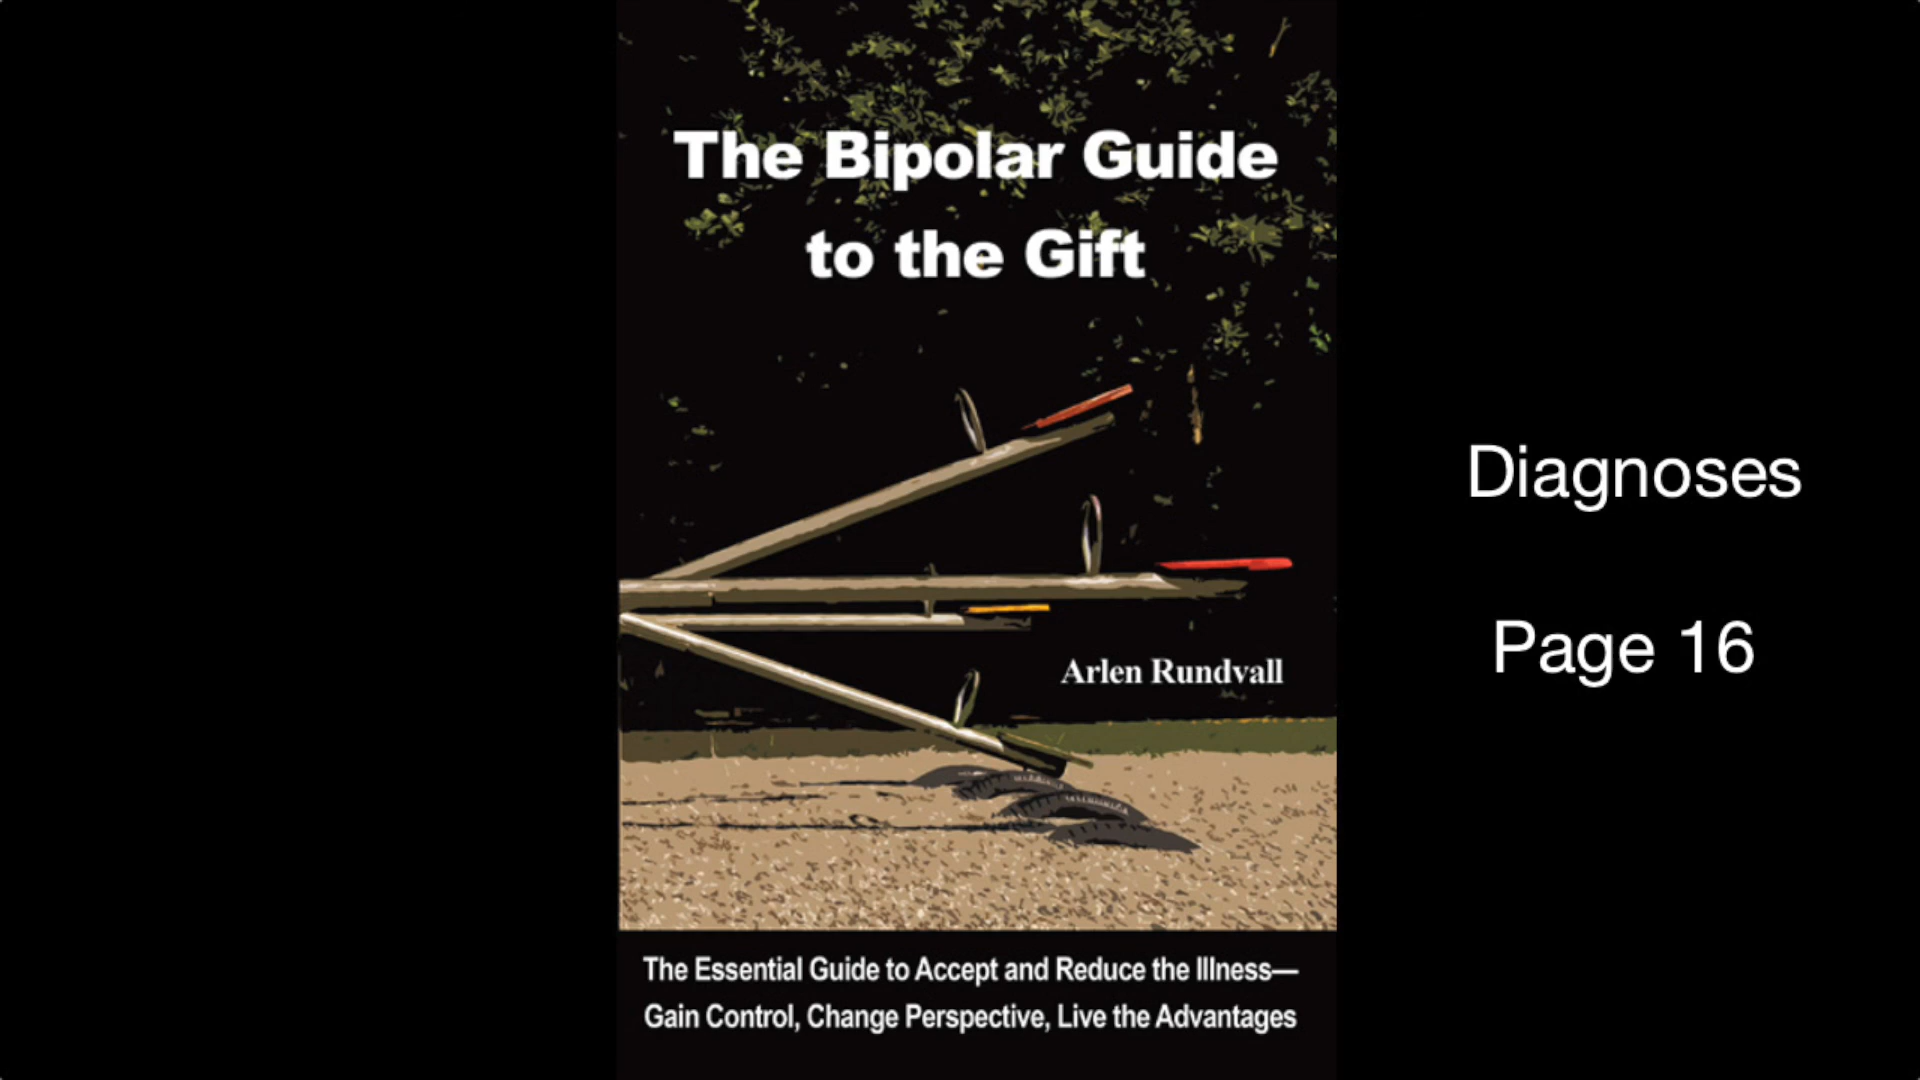 The Bipolar Guide
to the Gift
Arlen Rundvall
The Essential Guide to Accept and Reduce the Illness—
Gain Control, Change Perspective, Live the Advantages
Diagnoses
Page 16